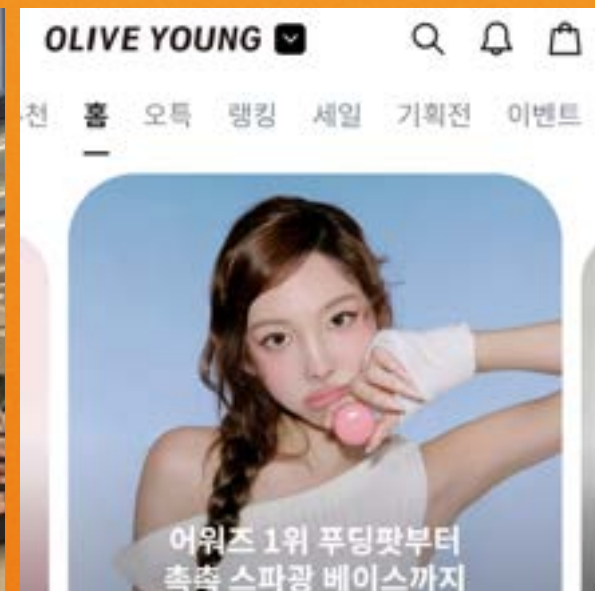 OLIVE YOUNG
천 홈 오특 랭킹 세일 기획전 이벤트
어워즈 1위 푸딩팟부터
촉촉 스파광 베이스까지